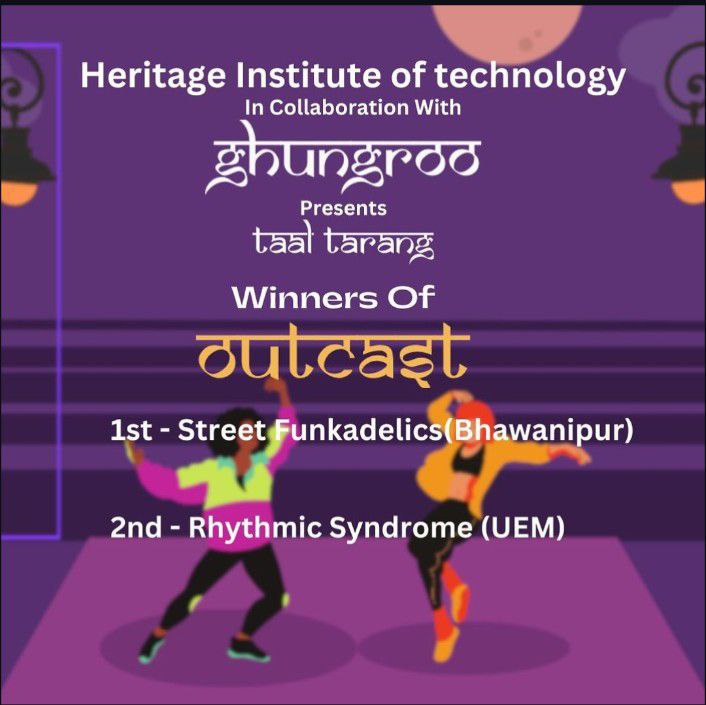 Heritage Institute of technology
In Collaboration With
ghungroo
Presents
taal tarang
Winners Of
outcast
1st - Street Funkadelics(Bhawanipur)
2nd - Rhythmic Syndrome (UEM)